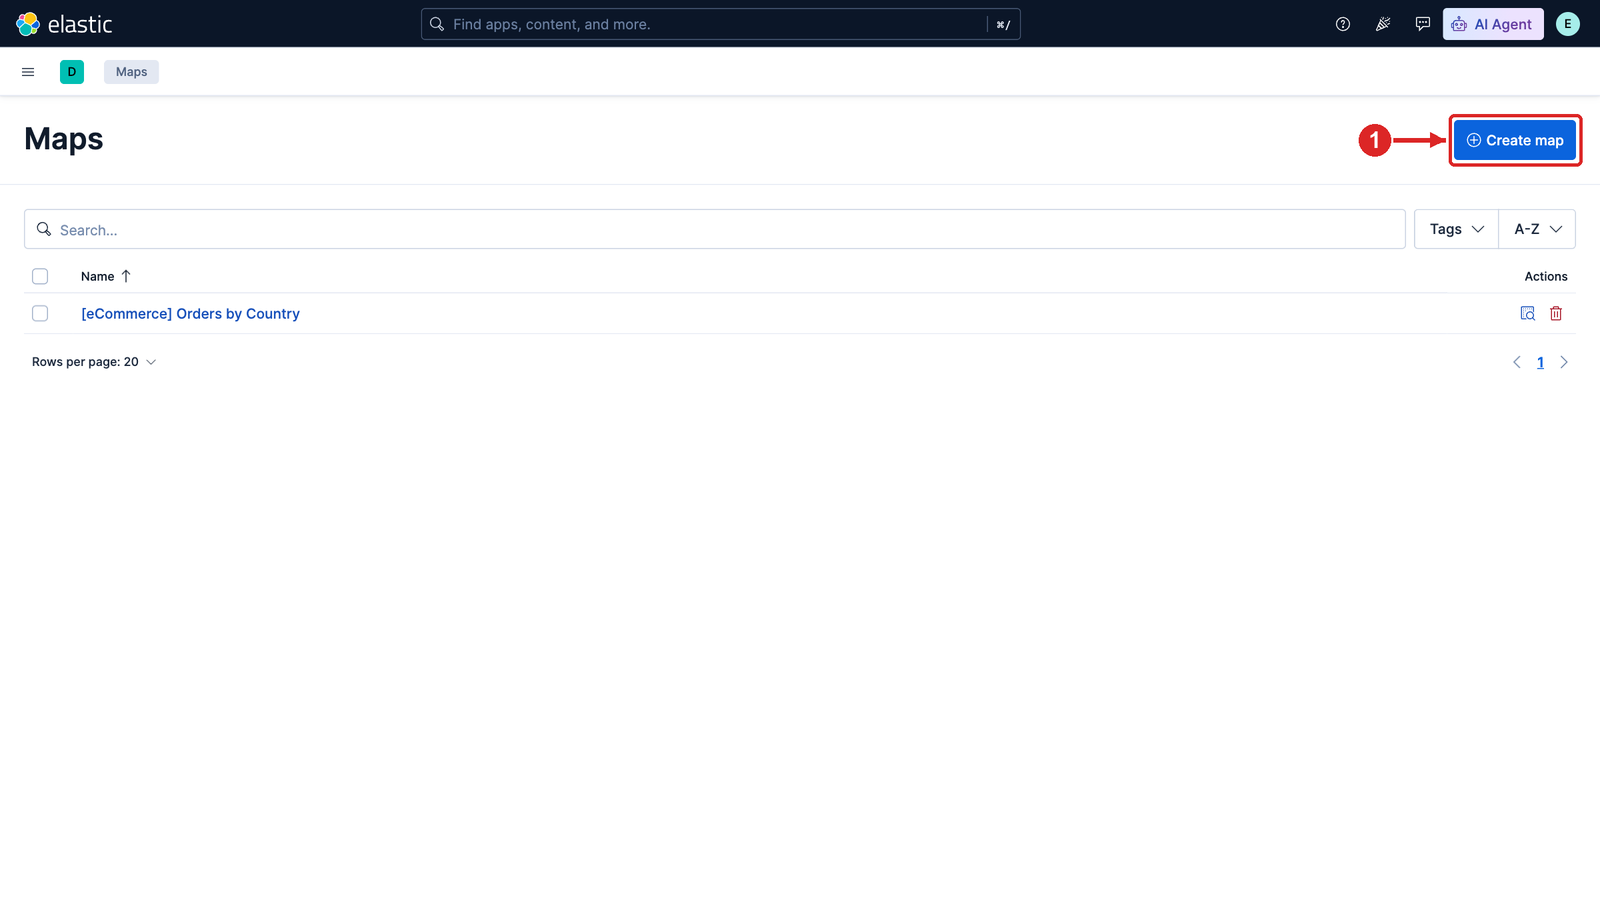 elastic
Find apps, content, and more.
⌘/
AI Agent
E
D
Maps
Maps
1
Create map
Search...
Tags
A-Z
Name
Actions
[eCommerce] Orders by Country
Rows per page: 20
1